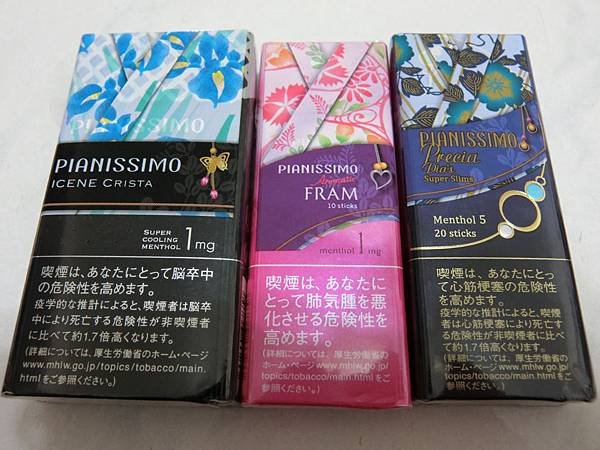 PIANISSIMO
PIANISSIMO
ICENE CRISTA
SUPER
COOLING
MENTHOL 1mg
喫煙は、あなたにとって脳卒中
の危険性を高めます。
疫学的な推計によると、喫煙者は脳卒
中により死亡する危険性が非喫煙者
に比べて約1.7倍高くなります。
(詳細については、厚生労働省のホーム・ページ
www.mhlw.go.jp/topics/tobacco/main.
htmlをご参照ください。)
PIANISSIMO
Aromatic
FRAM
10 sticks
menthol 1 mg
喫煙は、あなたに
とって肺気腫を悪
化させる危険性を
高めます。
(詳細については、厚生労働省の
ホーム・ページwww.mhlw.go.jp/
topics/tobacco/main.htmlをご
参照ください。)
PIANISSIMO
Precia
Dias
Super Slims
Menthol 5
20 sticks
喫煙は、あなたにとっ
て心筋梗塞の危険性
を高めます。
疫学的な推計によると、喫煙
者は心筋梗塞により死亡す
る危険性が非喫煙者に比べ
て約1.7倍高くなります。
(詳細については、厚生労働省の
ホーム・ページwww.mhlw.go.jp/
topics/tobacco/main.htmlを
ご参照ください。)